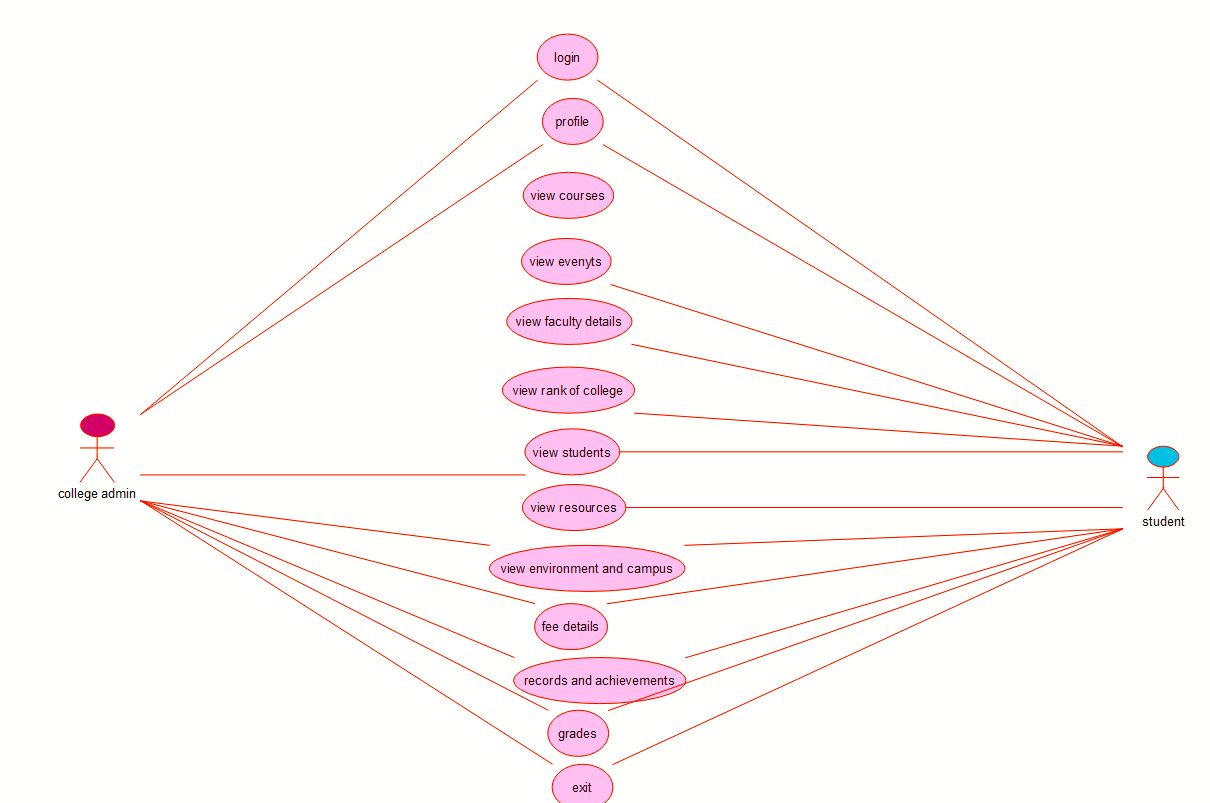 login
profile
view courses
view evenyts
view faculty details
view rank of college
view students
college admin
view resources
student
view environment and campus
fee details
records and achievements
grades
exit